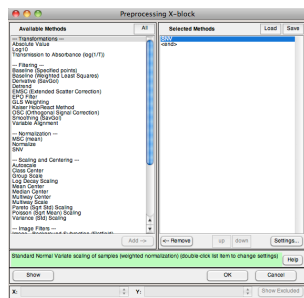 Preprocessing X-block
Available Methods
All
Selected Methods
Load
Save
--- Transformations ---
Absolute Value
Log10
Transmission to Absorbance (log(1/T))
--- Filtering ---
Baseline (Specified points)
Baseline (Weighted Least Squares)
Derivative (SavGol)
Detrend
EMSC (Extended Scatter Correction)
EPO Filter
GLS Weighting
Kaiser HoloReact Method
OSC (Orthogonal Signal Correction)
Smoothing (SavGol)
Variable Alignment
--- Normalization ---
MSC (mean)
Normalize
SNV
--- Scaling and Centering ---
Autoscale
Class Center
Group Scale
Log Decay Scaling
Mean Center
Median Center
Multiway Center
Multiway Scale
Pareto (Sqrt Std) Scaling
Poisson (Sqrt Mean) Scaling
Variance (Std) Scaling
--- Image Filters ---
SNV
<end>
Add -->
<-- Remove
up
down
Settings...
Standard Normal Variate scaling of samples (weighted normalization) (double-click list item to change settings)
Help
Show
OK
Cancel
X:
Y:
Show Excluded